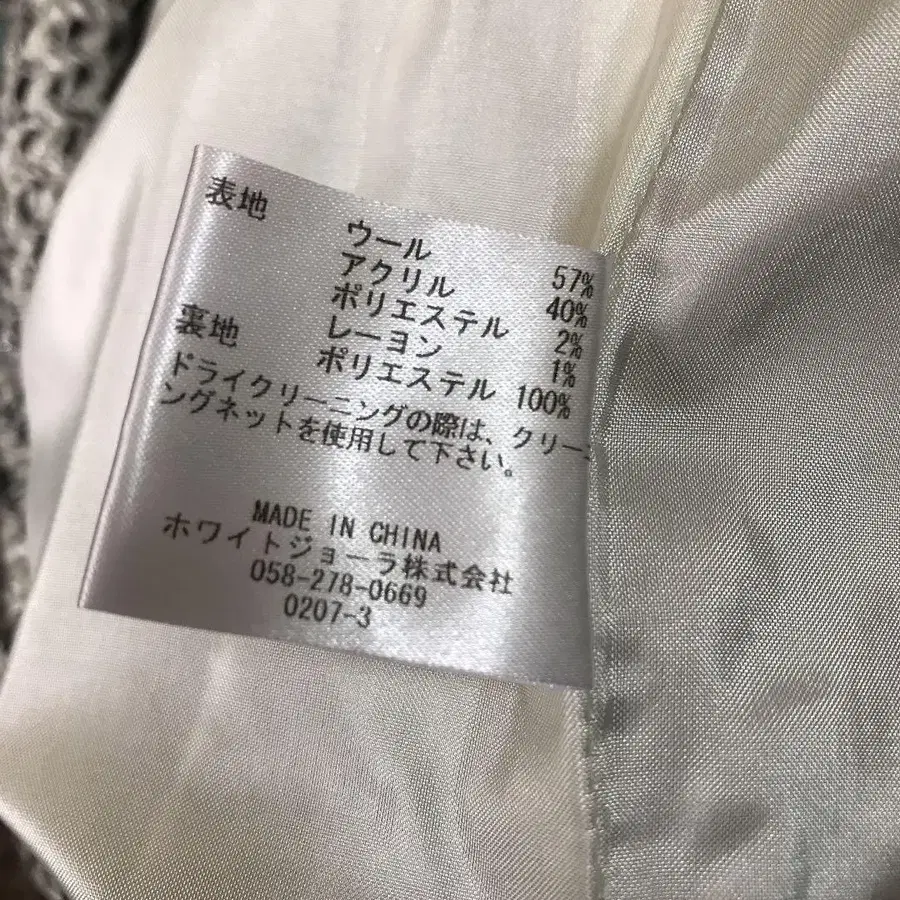 表地 ウール 57%
アクリル 40%
ポリエステル 2%
レーヨン 1%
裏地 ポリエステル 100%
ドライクリーニングの際は、クリーニ
ングネットを使用して下さい。
MADE IN CHINA
ホワイトジョーラ株式会社
058-278-0669
0207-3